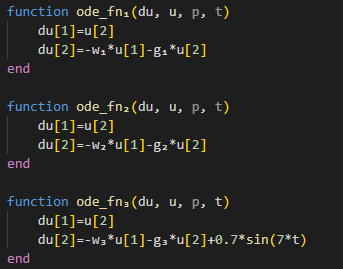 function ode_fn₁(du, u, p, t)
    du[1]=u[2]
    du[2]=-w₁*u[1]-g₁*u[2]
end

function ode_fn₂(du, u, p, t)
    du[1]=u[2]
    du[2]=-w₂*u[1]-g₂*u[2]
end

function ode_fn₃(du, u, p, t)
    du[1]=u[2]
    du[2]=-w₃*u[1]-g₃*u[2]+0.7*sin(7*t)
end